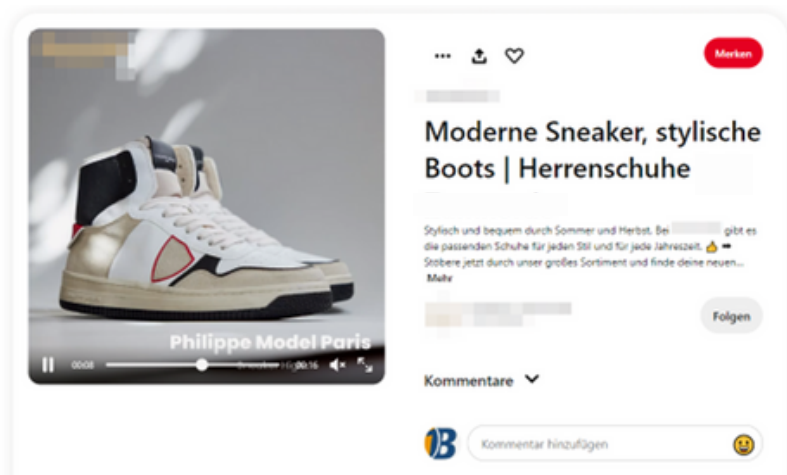 Merken
Moderne Sneaker, stylische
Boots | Herrenschuhe
Stylisch und bequem durch Sommer und Herbst. Bei gibt es
die passenden Schuhe für jeden Stil und für jede Jahreszeit. 👍 ➡
Stöbere jetzt durch unser großes Sortiment und finde deine neuen...
Mehr
Philippe Model Paris
00:08
00:16
Folgen
Kommentare
B
Kommentar hinzufügen